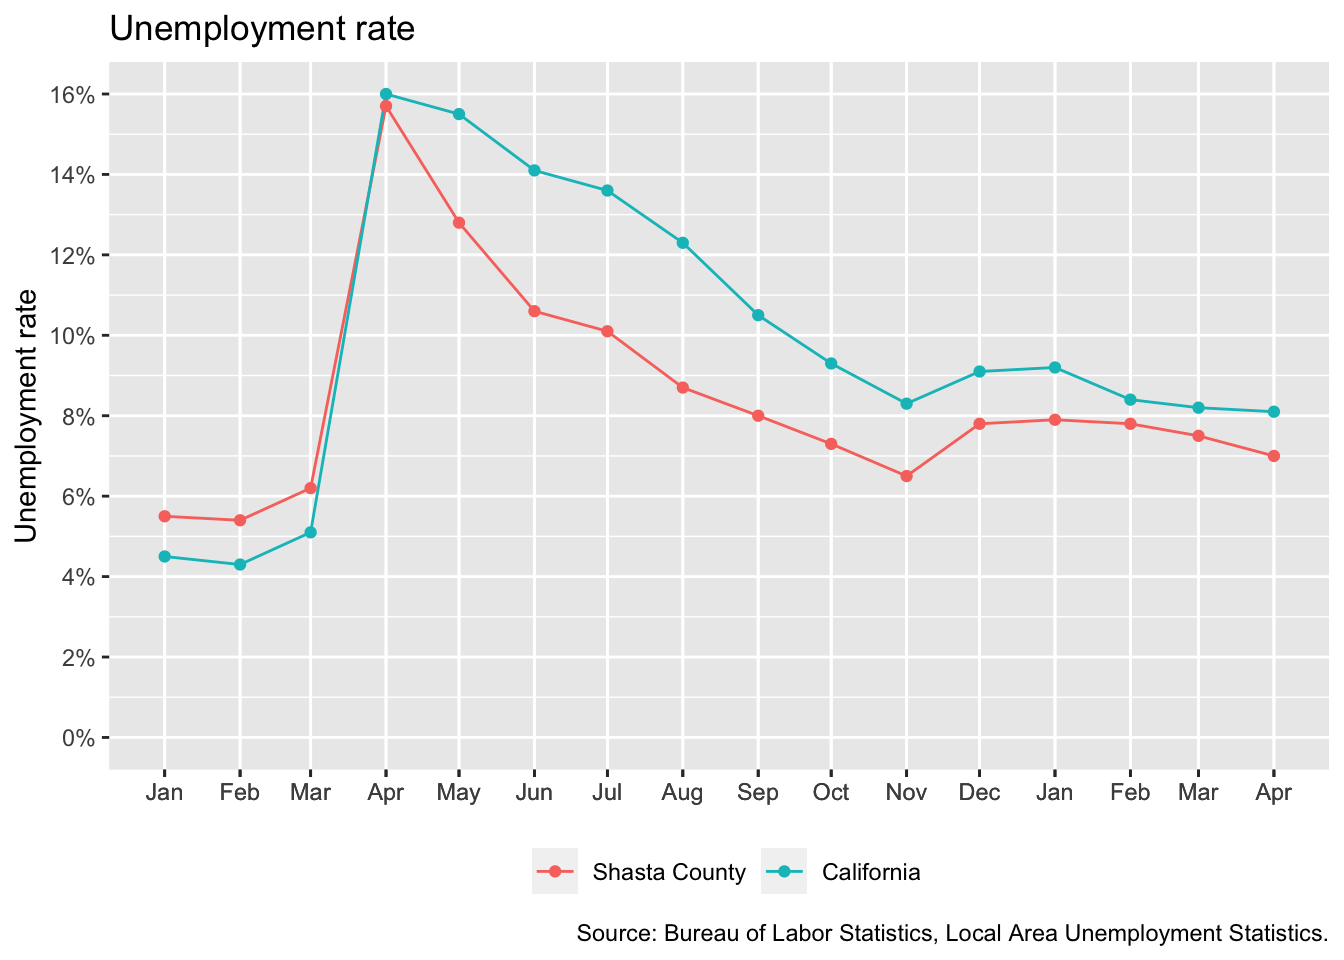 Unemployment rate
Unemployment rate
16%
14%
12%
10%
8%
6%
4%
2%
0%
Jan Feb Mar Apr May Jun Jul Aug Sep Oct Nov Dec Jan Feb Mar Apr
Shasta County California
Source: Bureau of Labor Statistics, Local Area Unemployment Statistics.